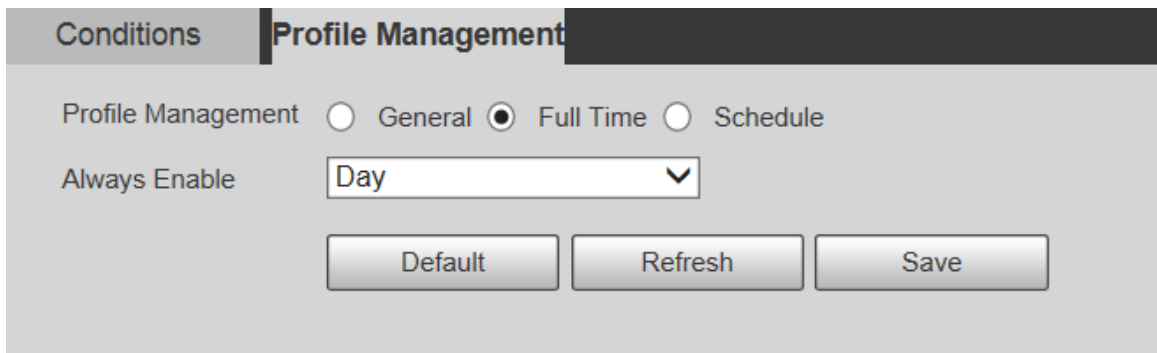 Conditions Profile Management
Profile Management General Full Time Schedule
Always Enable Day
Default Refresh Save